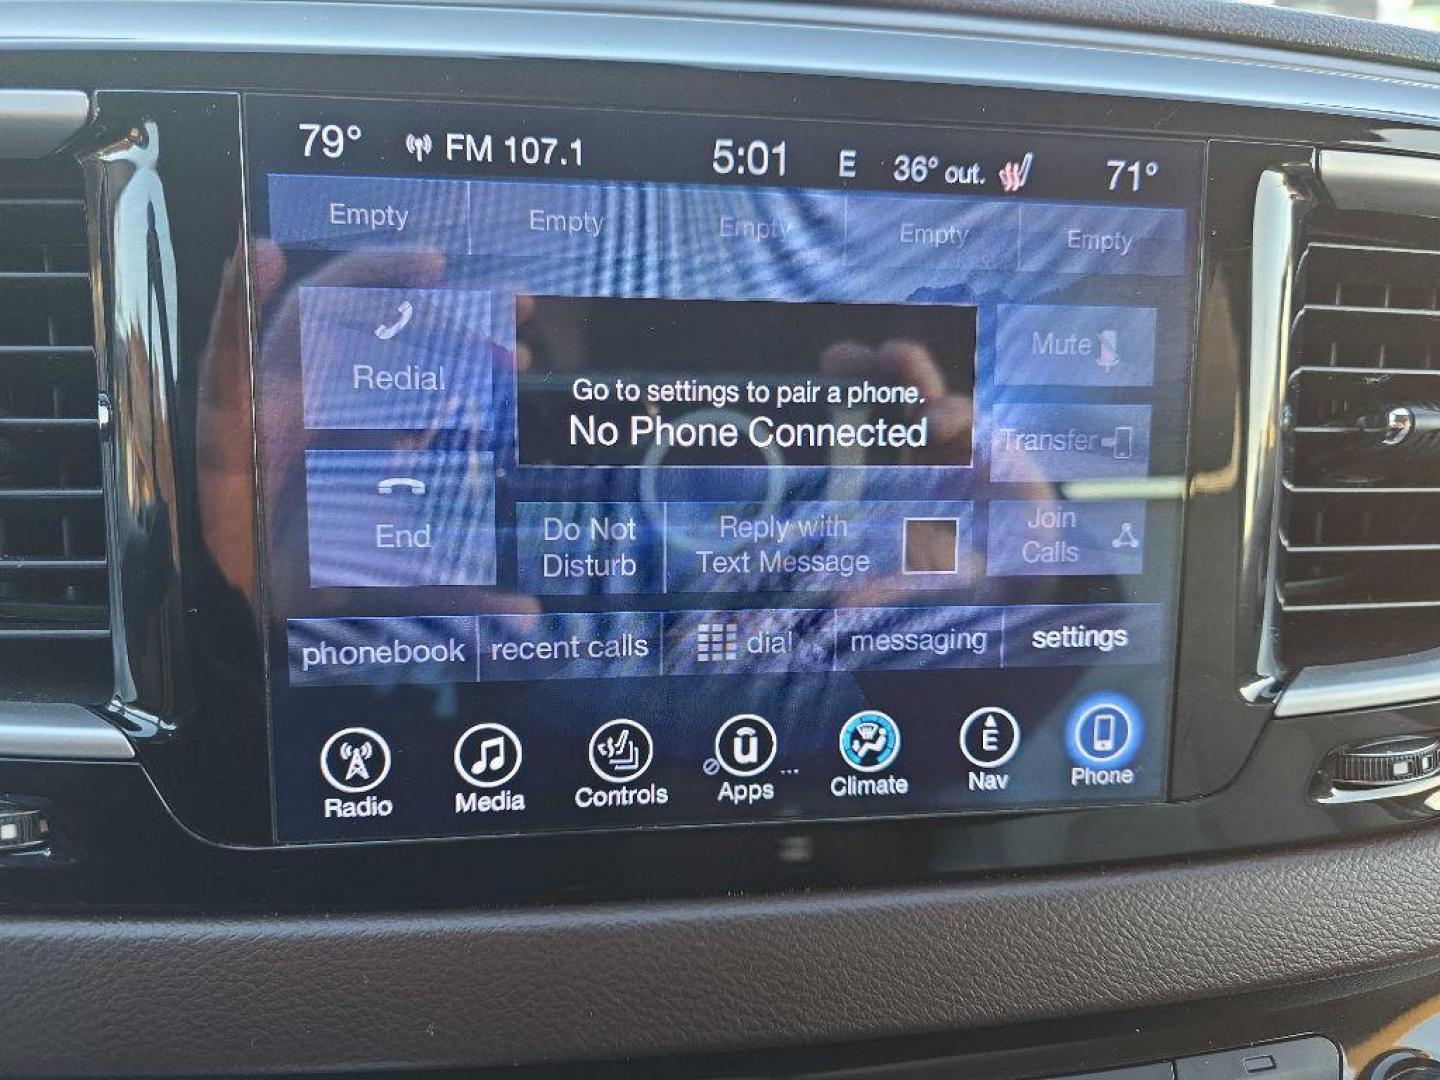 79° FM 107.1 5:01 E 36° out. 71°
Empty Empty Empty Empty Empty
Redial
Go to settings to pair a phone.
No Phone Connected
Mute
Transfer
End
Do Not
Disturb
Reply with
Text Message
Join
Calls
phonebook recent calls dial messaging settings
E
Radio Media Controls Apps Climate Nav Phone